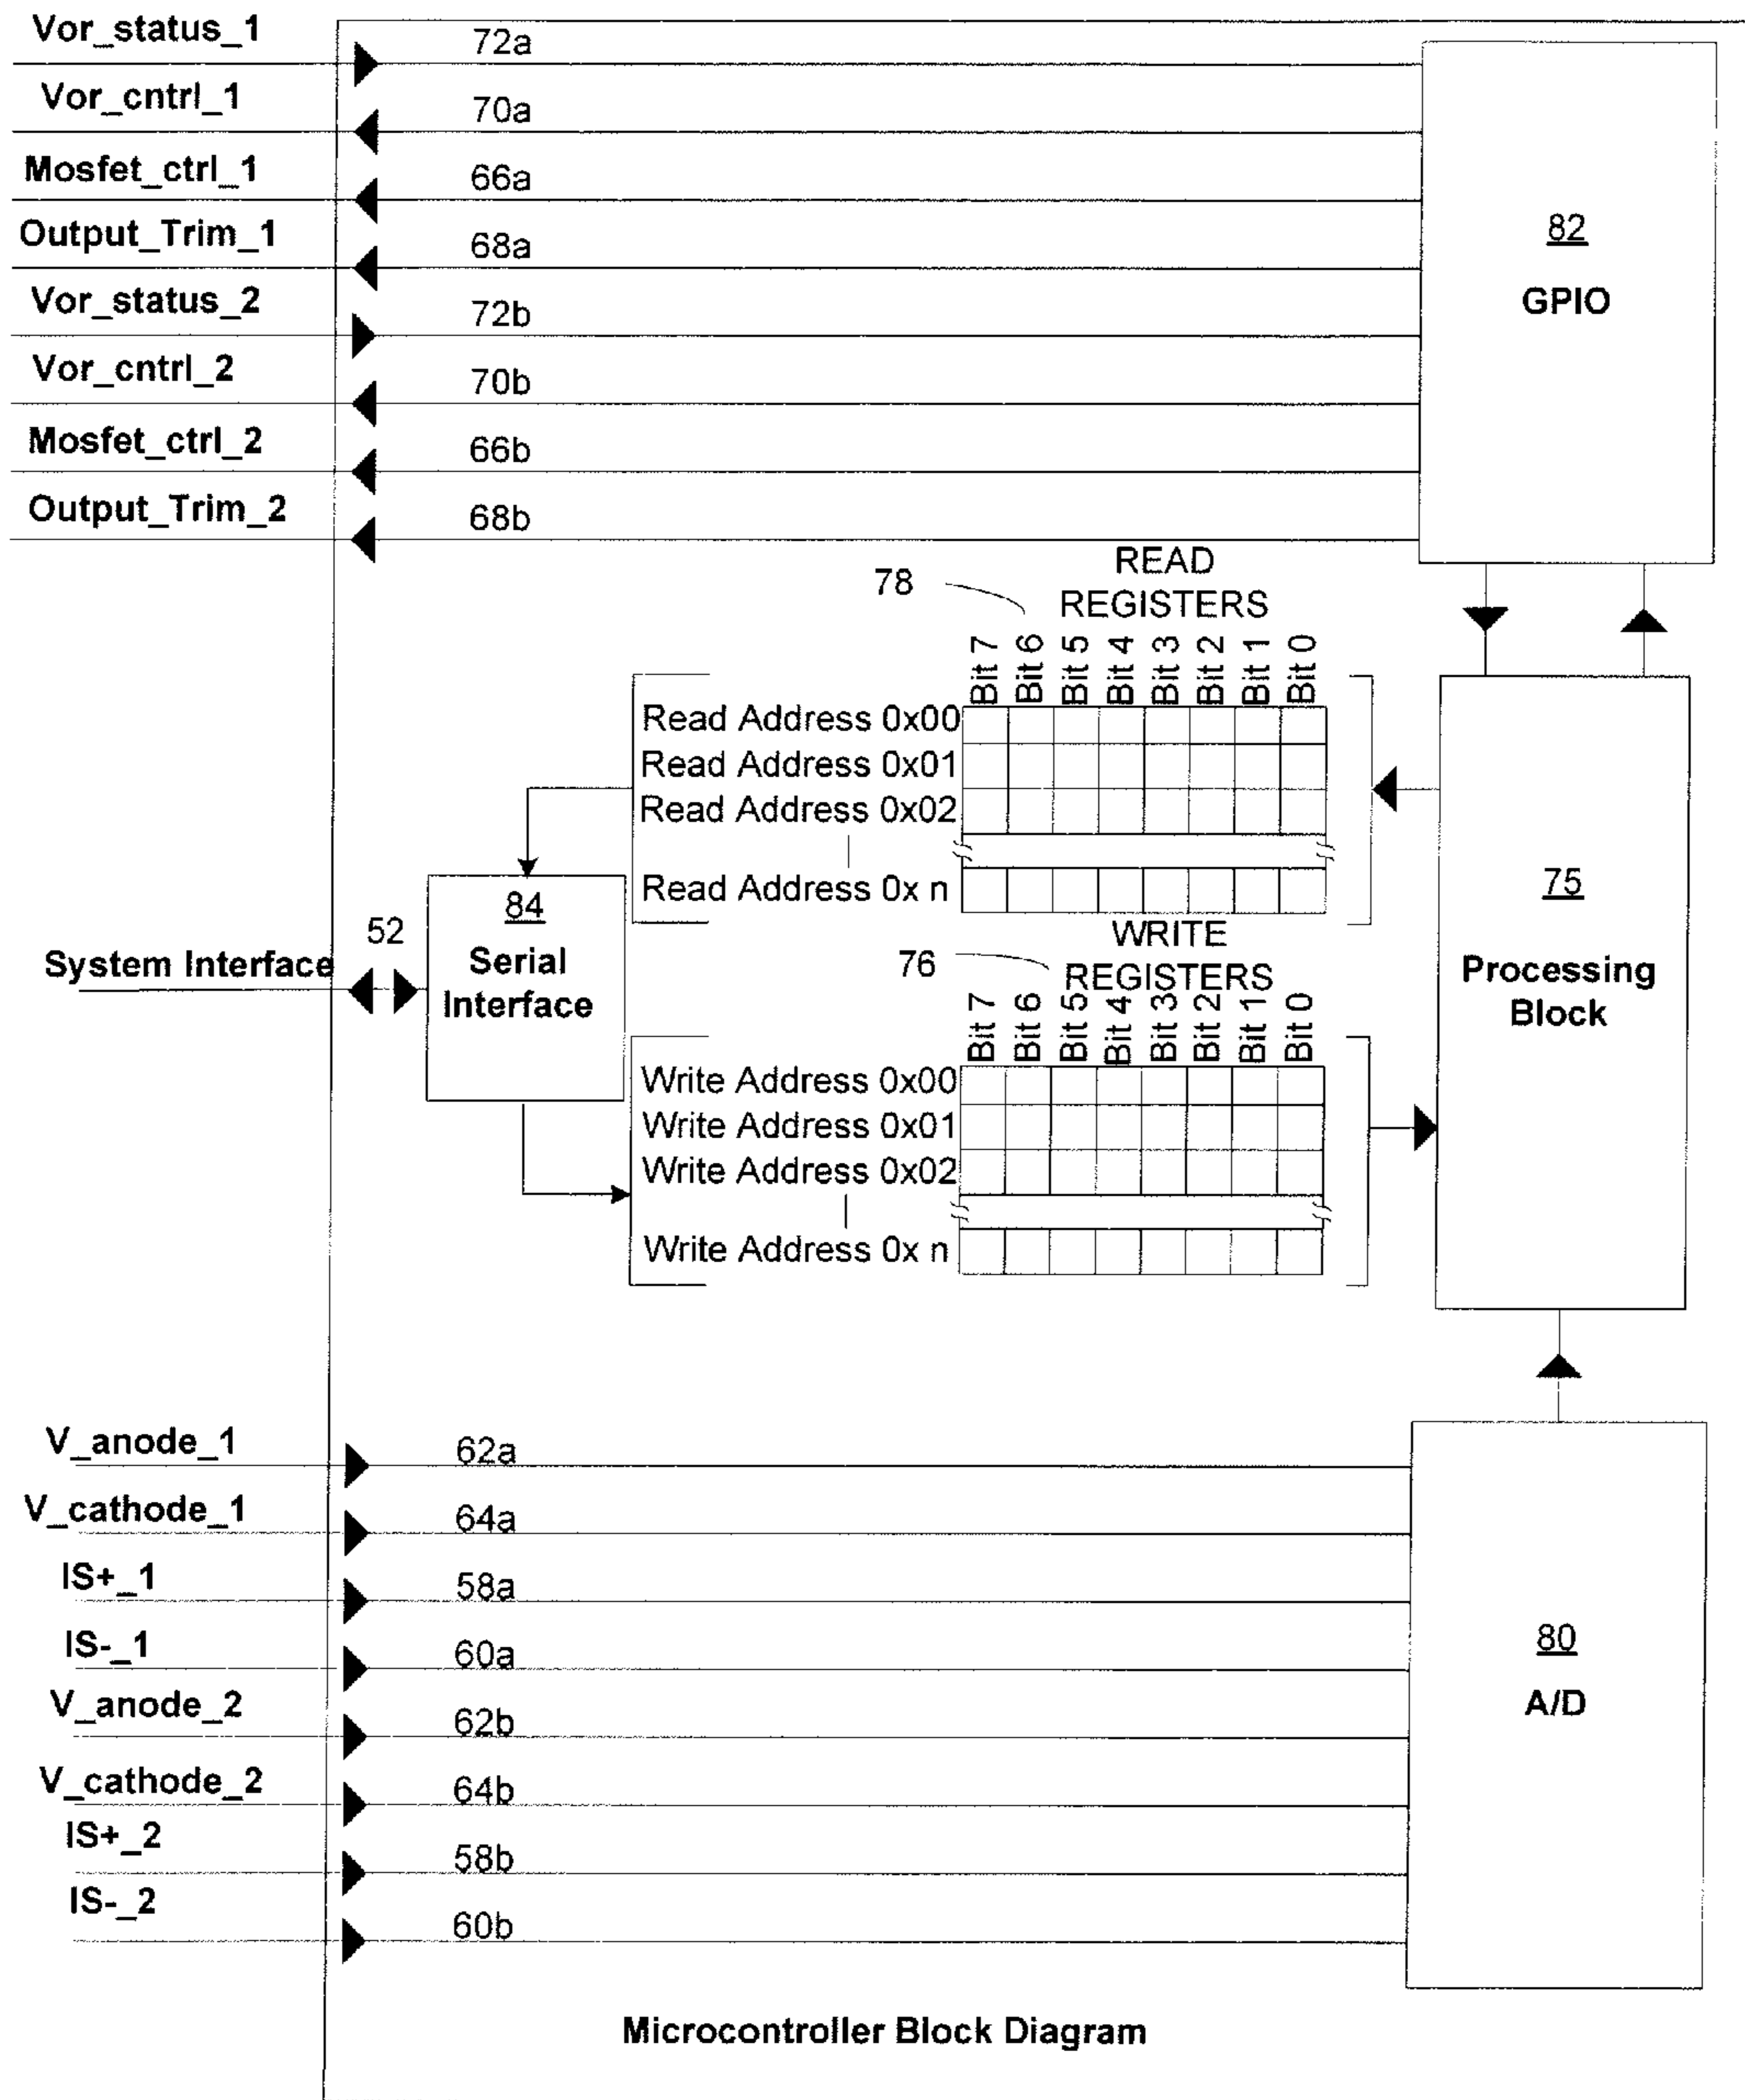 Vor_status_1
72a
Vor_cntrl_1
70a
Mosfet_ctrl_1
66a
Output_Trim_1
68a
Vor_status_2
72b
Vor_cntrl_2
70b
Mosfet_ctrl_2
66b
Output_Trim_2
68b
82
GPIO
78
READ
REGISTERS
Bit 7
Bit 6
Bit 5
Bit 4
Bit 3
Bit 2
Bit 1
Bit 0
Read Address 0x00
Read Address 0x01
Read Address 0x02
Read Address 0x n
75
Processing
Block
System Interface
52
84
Serial
Interface
76
WRITE
REGISTERS
Bit 7
Bit 6
Bit 5
Bit 4
Bit 3
Bit 2
Bit 1
Bit 0
Write Address 0x00
Write Address 0x01
Write Address 0x02
Write Address 0x n
V_anode_1
62a
V_cathode_1
64a
IS+_1
58a
IS-_1
60a
V_anode_2
62b
V_cathode_2
64b
IS+_2
58b
IS-_2
60b
80
A/D
Microcontroller Block Diagram